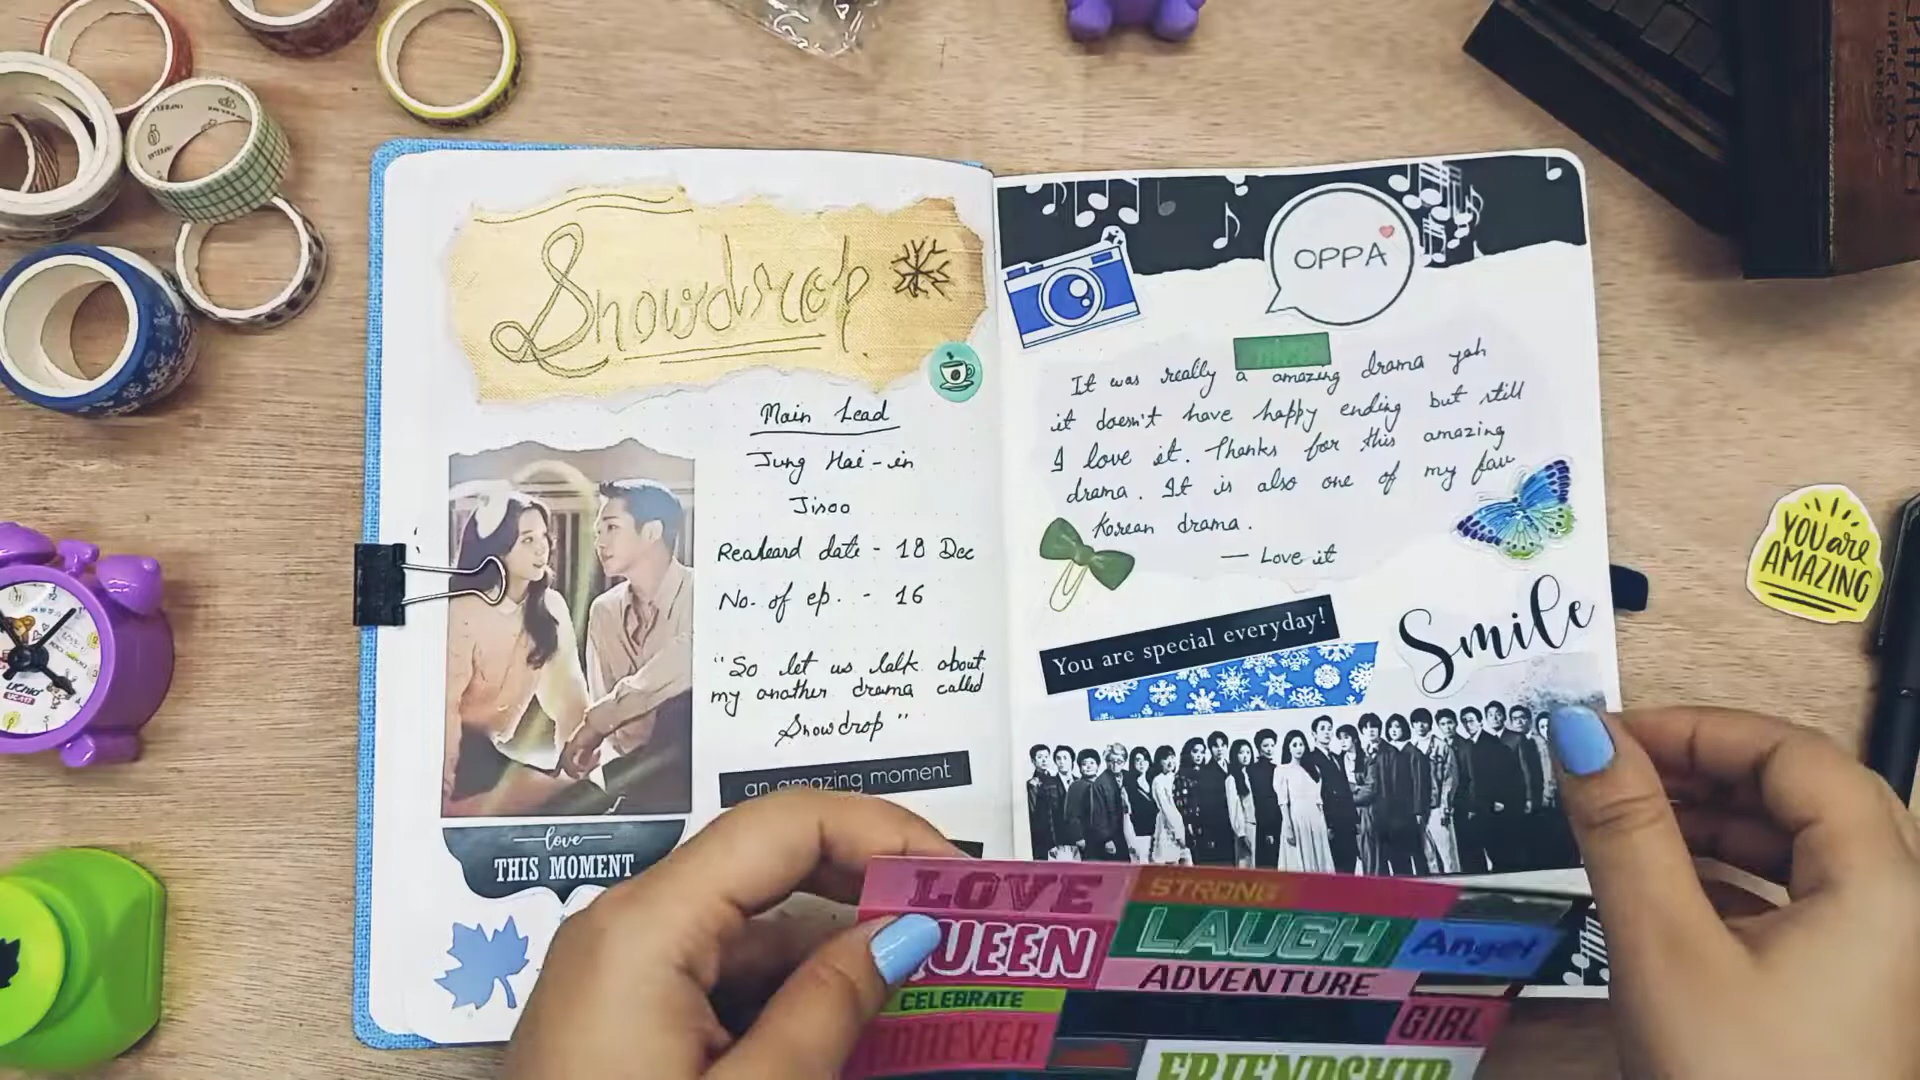 Snowdrop
Main Lead
Jung Hai-in
Jisoo
date - 18 Dec
No. of ep. - 16
"So let us talk about
my another drama called
Snowdrop"
an amazing moment
love
THIS MOMENT
OPPA
It was really a amazing drama yah
it doesn't have happy ending but still
I love it. Thanks for this amazing
drama. It is also one of my fav
Korean drama.
— Love it
You are special everyday!
Smile
YOU are
AMAZING
LOVE
STRONG
QUEEN
LAUGH
Angel
ADVENTURE
CELEBRATE
FOREVER
GIRL
FRIENDSHIP